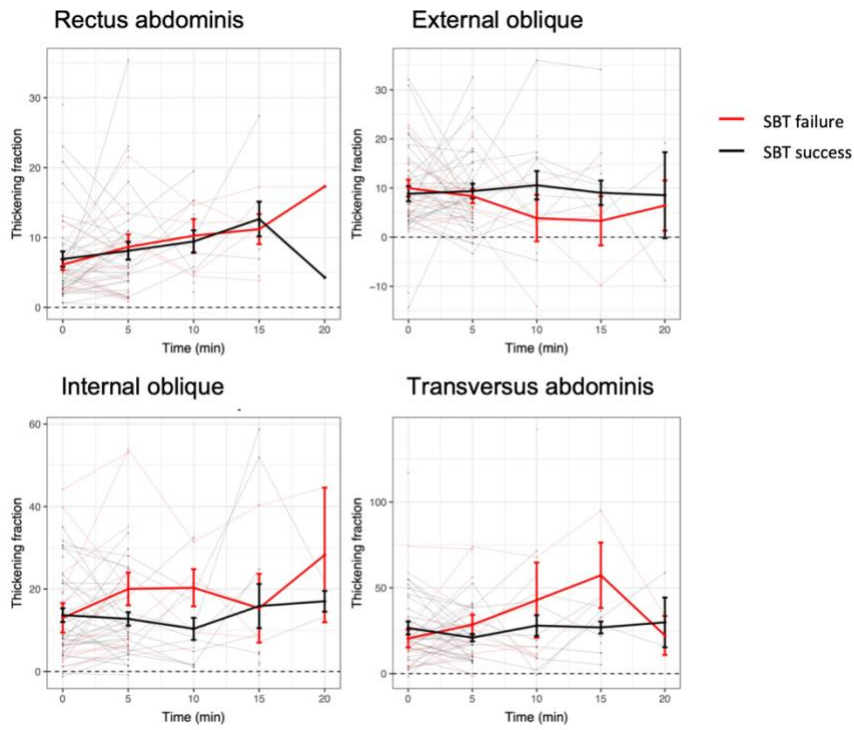 Rectus abdominis
External oblique
Thickening fraction
30
20
10
0
0 5 10 15 20
Time (min)
Thickening fraction
30
20
10
0
−10
0 5 10 15 20
Time (min)
SBT failure
SBT success
Internal oblique
Transversus abdominis
Thickening fraction
60
40
20
0
0 5 10 15 20
Time (min)
Thickening fraction
100
50
0
0 5 10 15 20
Time (min)